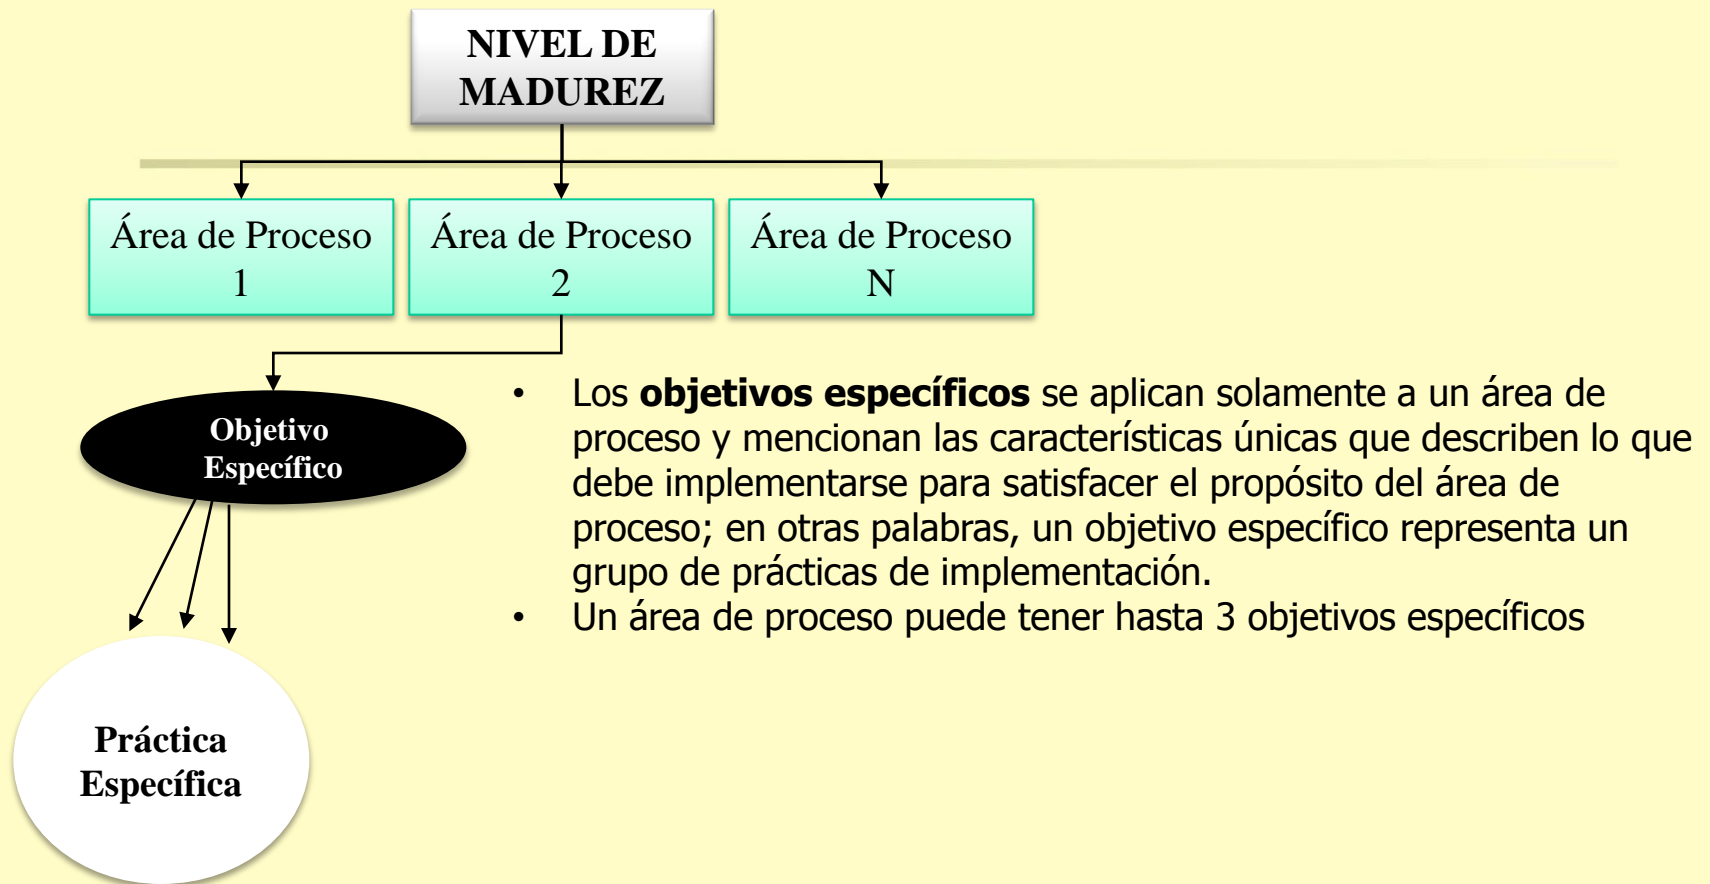 NIVEL DE
MADUREZ
Área de Proceso
1
Área de Proceso
2
Área de Proceso
N
Objetivo
Específico
• Los objetivos específicos se aplican solamente a un área de
proceso y mencionan las características únicas que describen lo que
debe implementarse para satisfacer el propósito del área de
proceso; en otras palabras, un objetivo específico representa un
grupo de prácticas de implementación.
• Un área de proceso puede tener hasta 3 objetivos específicos
Práctica
Específica